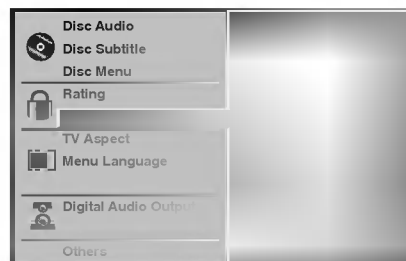 Disc Audio
Disc Subtitle
Disc Menu
Rating
TV Aspect
Menu Language
Digital Audio Output
Others